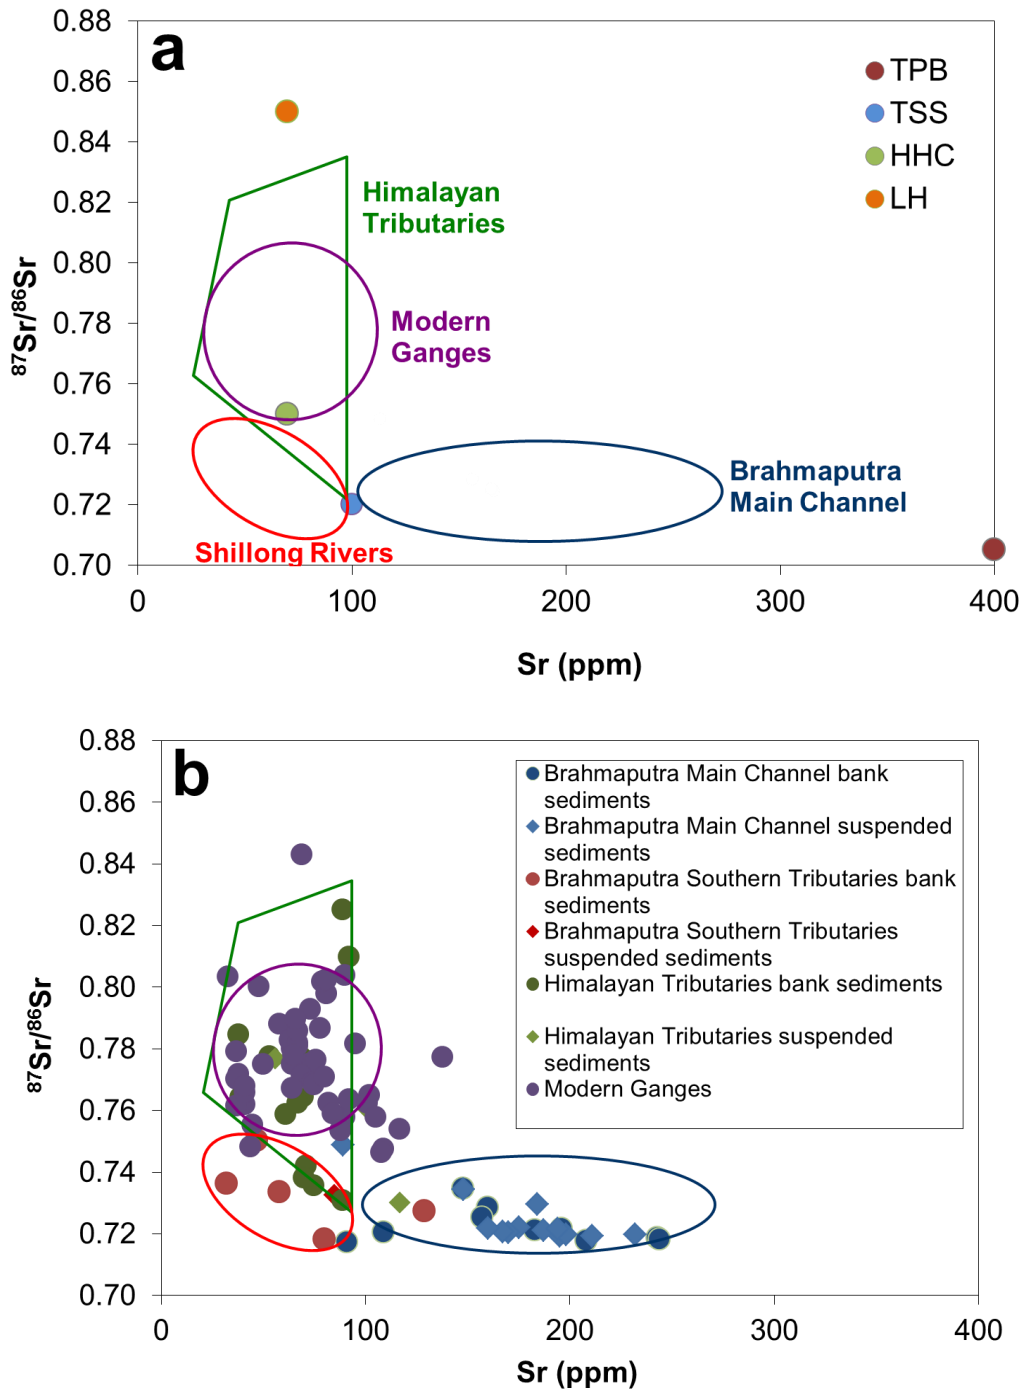 a
0.88
0.86
0.84
0.82
0.80
0.78
0.76
0.74
0.72
0.70
87Sr/86Sr
TPB
TSS
HHC
LH
Himalayan
Tributaries
Modern
Ganges
Brahmaputra
Main Channel
Shillong Rivers
0
100
200
300
400
Sr (ppm)
b
0.88
0.86
0.84
0.82
0.80
0.78
0.76
0.74
0.72
0.70
87Sr/86Sr
Brahmaputra Main Channel bank
sediments
Brahmaputra Main Channel suspended
sediments
Brahmaputra Southern Tributaries bank
sediments
Brahmaputra Southern Tributaries
suspended sediments
Himalayan Tributaries bank sediments
Himalayan Tributaries suspended
sediments
Modern Ganges
0
100
200
300
400
Sr (ppm)